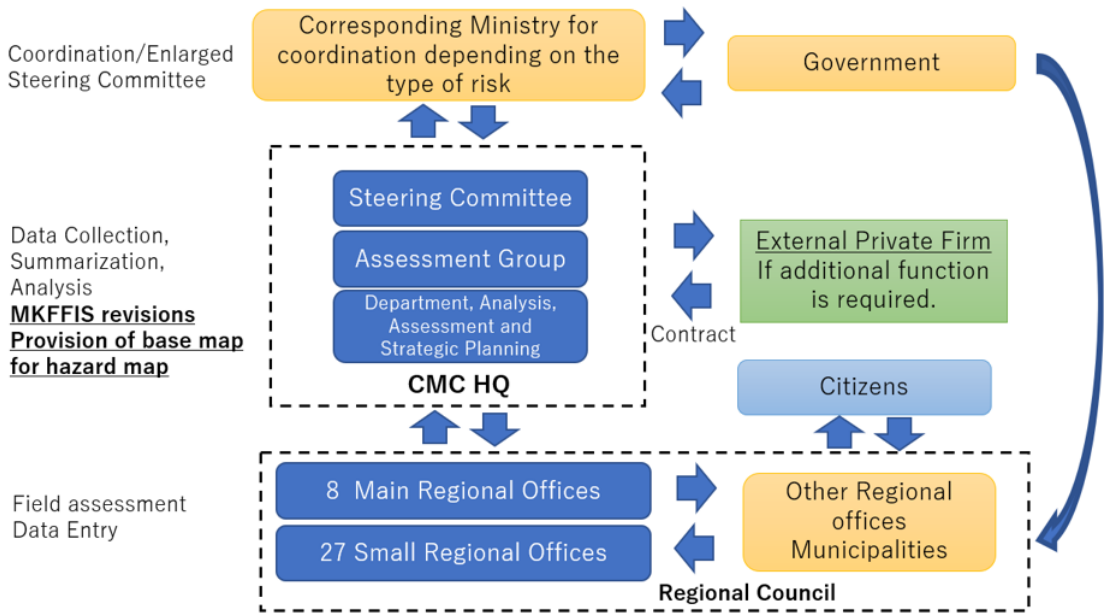 Coordination/Enlarged
Steering Committee
Corresponding Ministry for
coordination depending on the
type of risk
Government
Data Collection,
Summarization,
Analysis
MKFFIS revisions
Provision of base map
for hazard map
Steering Committee
Assessment Group
Department, Analysis,
Assessment and
Strategic Planning
CMC HQ
Contract
External Private Firm
If additional function
is required.
Citizens
Field assessment
Data Entry
8 Main Regional Offices
27 Small Regional Offices
Other Regional
offices
Municipalities
Regional Council